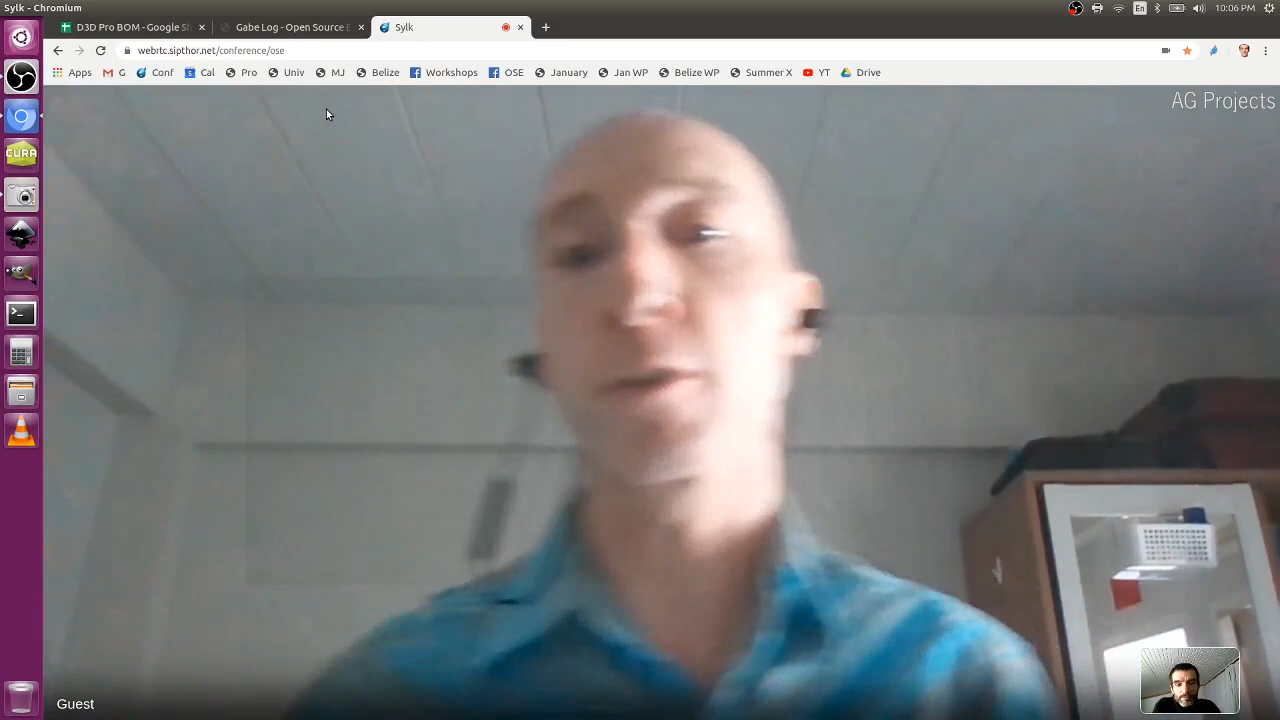 Sylk - Chromium
En
10:06 PM
D3D Pro BOM - Google Sh
Gabe Log - Open Source E
Sylk
webrtc.sipthor.net/conference/ose
Apps
G
Conf
Cal
Pro
Univ
MJ
Belize
Workshops
OSE
January
Jan WP
Belize WP
Summer X
YT
Drive
AG Projects
CURA
Guest